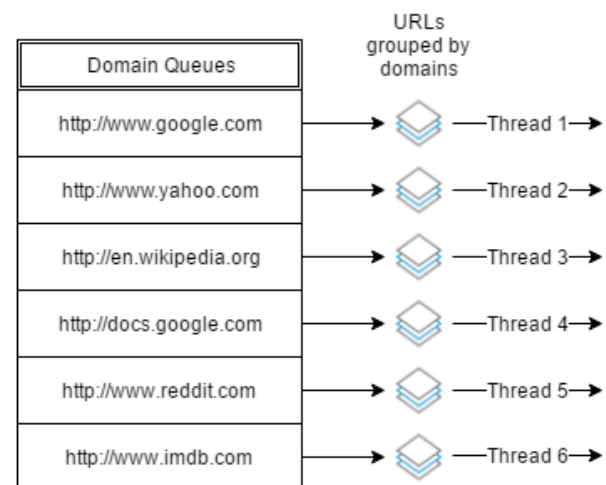 URLs
grouped by
domains
Domain Queues
http://www.google.com
Thread 1
http://www.yahoo.com
Thread 2
http://en.wikipedia.org
Thread 3
http://docs.google.com
Thread 4
http://www.reddit.com
Thread 5
http://www.imdb.com
Thread 6